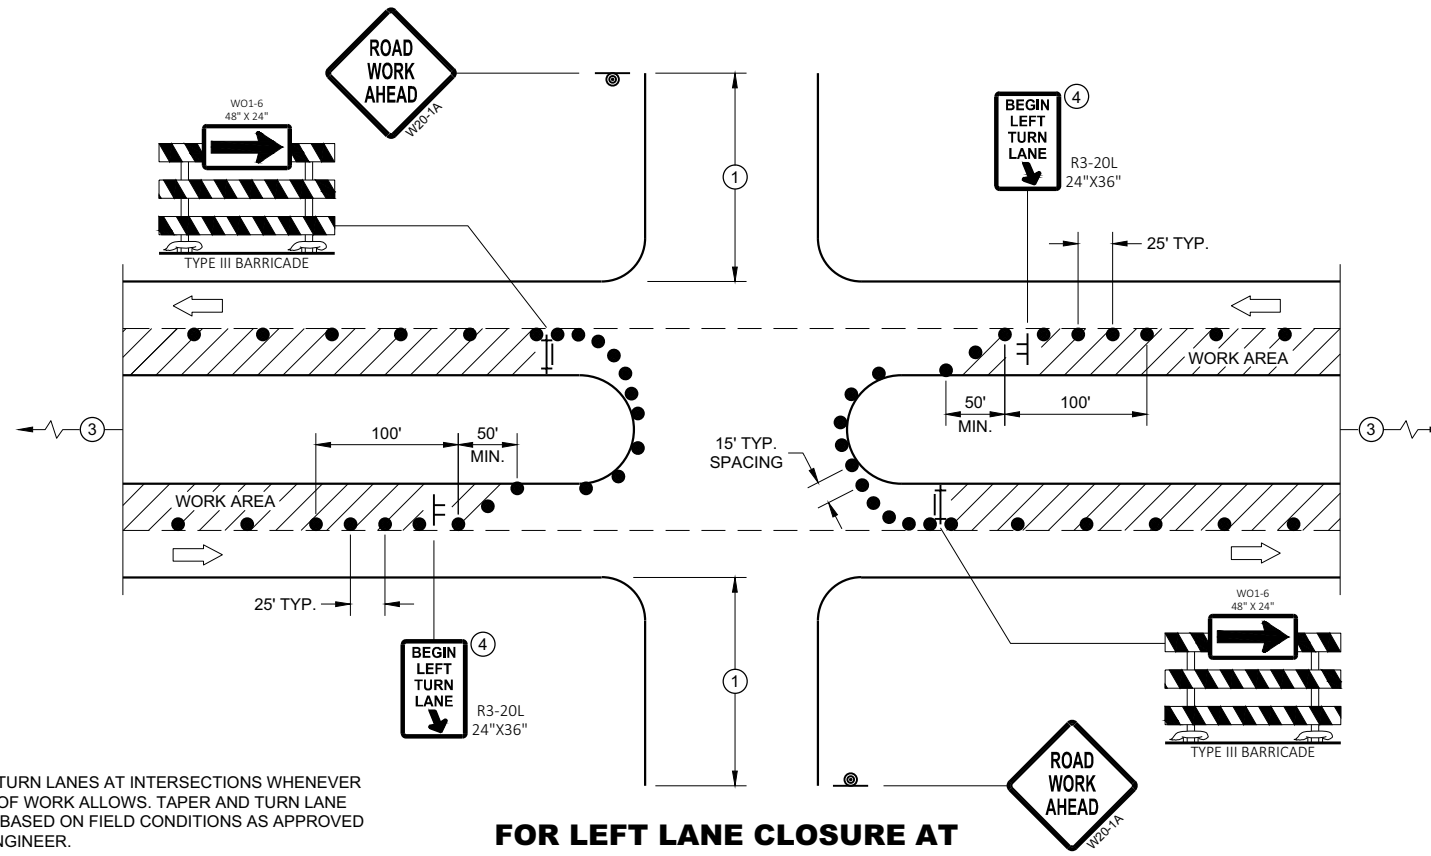 ROAD
WORK
AHEAD
W20-1A
WO1-6
48" X 24"
TYPE III BARRICADE
1
BEGIN
LEFT
TURN
LANE
4
R3-20L
24"X36"
25' TYP.
WORK AREA
50'
MIN.
100'
3
3
100'
50'
MIN.
15' TYP.
SPACING
WORK AREA
25' TYP.
BEGIN
LEFT
TURN
LANE
4
R3-20L
24"X36"
1
WO1-6
48" X 24"
TYPE III BARRICADE
ROAD
WORK
AHEAD
W20-1A
TURN LANES AT INTERSECTIONS WHENEVER
OF WORK ALLOWS. TAPER AND TURN LANE
BASED ON FIELD CONDITIONS AS APPROVED
NGINEER.
FOR LEFT LANE CLOSURE AT